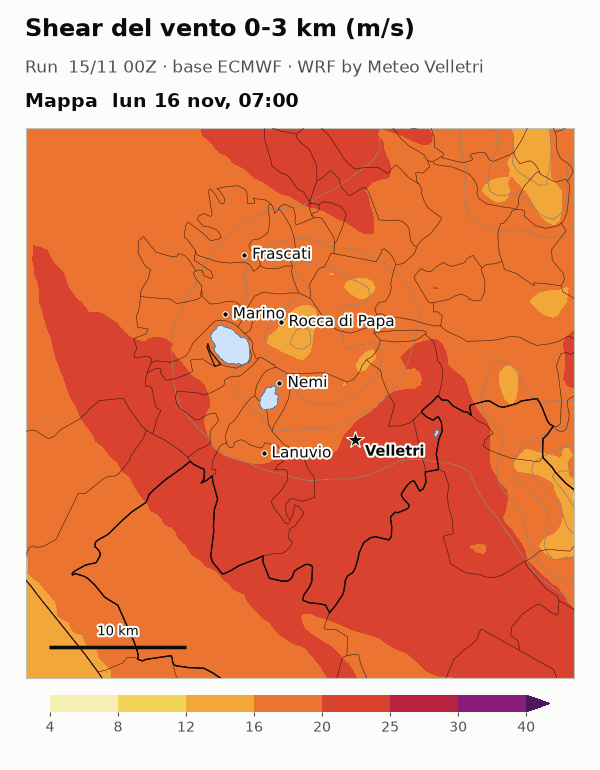 Shear del vento 0-3 km (m/s)
Run  15/11 00Z · base ECMWF · WRF by Meteo Velletri
Mappa  lun 16 nov, 07:00
Frascati
Marino
Rocca di Papa
Nemi
Velletri
Lanuvio
10 km
4 8 12 16 20 25 30 40